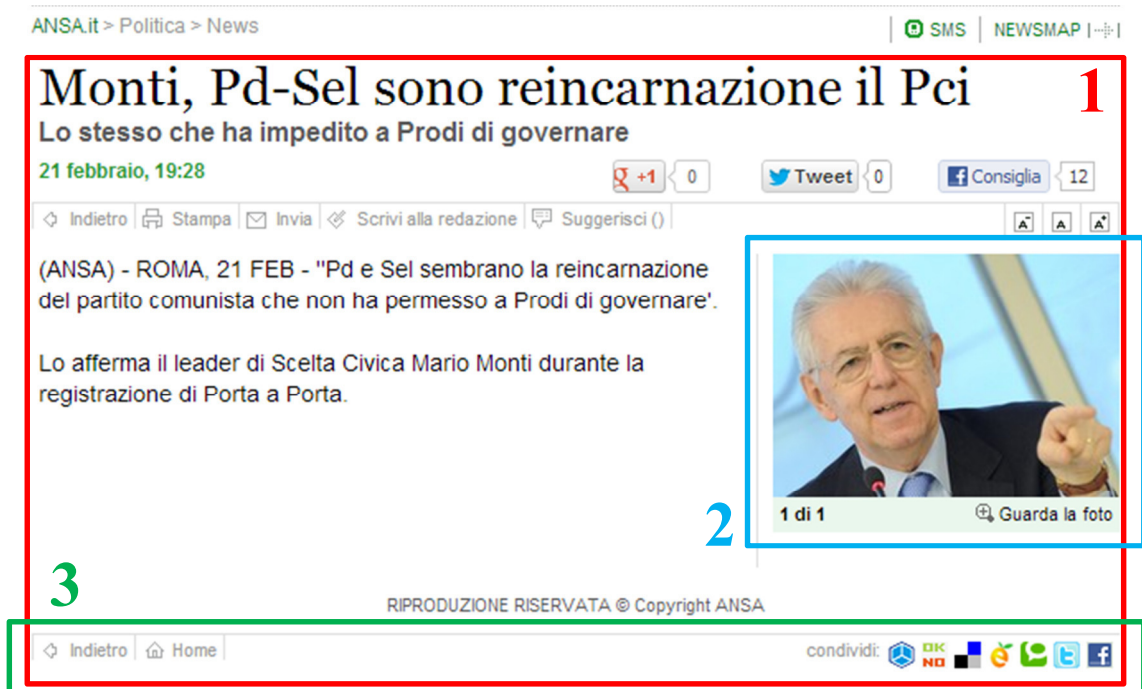 ANSA.it > Politica > News
SMS
NEWSMAP
Monti, Pd-Sel sono reincarnazione il Pci
1
Lo stesso che ha impedito a Prodi di governare
21 febbraio, 19:28
+1 0
Tweet 0
Consiglia 12
Indietro Stampa Invia Scrivi alla redazione Suggerisci ()
A- A A+
(ANSA) - ROMA, 21 FEB - "Pd e Sel sembrano la reincarnazione
del partito comunista che non ha permesso a Prodi di governare'.
Lo afferma il leader di Scelta Civica Mario Monti durante la
registrazione di Porta a Porta.
1 di 1
Guarda la foto
2
3
RIPRODUZIONE RISERVATA © Copyright ANSA
Indietro Home
condividi:
OK
NO